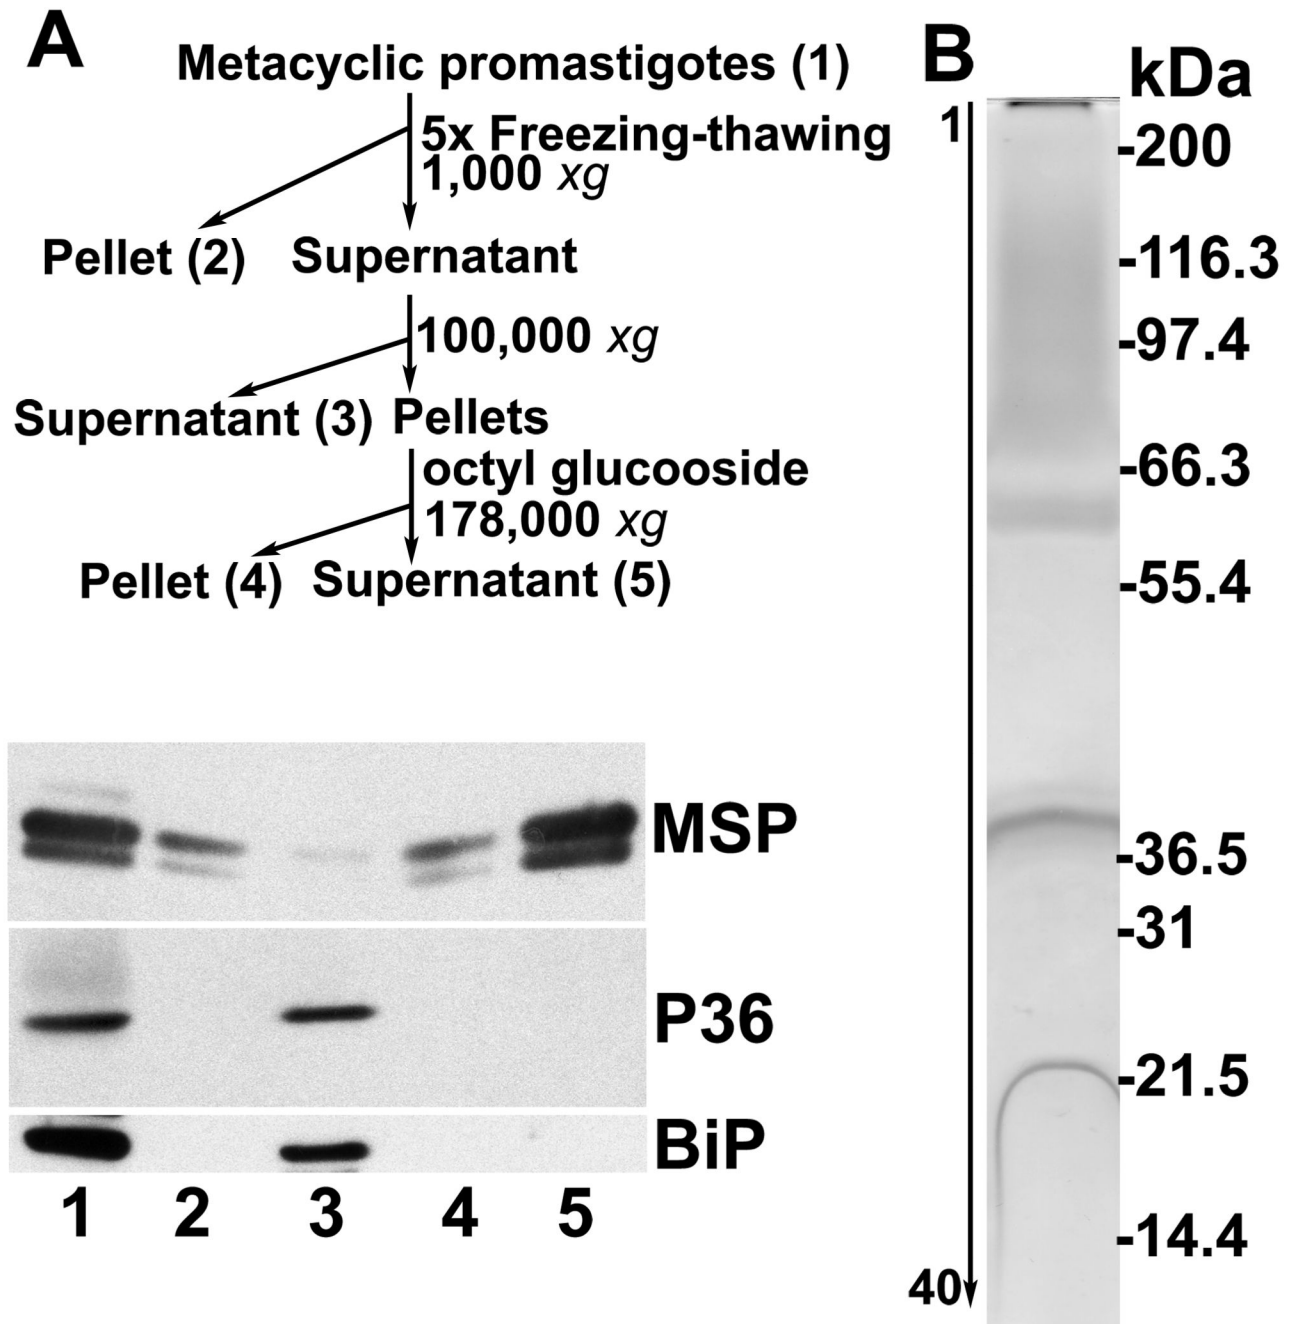 A
Metacyclic promastigotes (1)
5x Freezing-thawing
1,000 xg
Pellet (2) Supernatant
100,000 xg
Supernatant (3) Pellets
octyl glucooside
178,000 xg
Pellet (4) Supernatant (5)
MSP
P36
BiP
1 2 3 4 5
B
kDa
1
-200
-116.3
-97.4
-66.3
-55.4
-36.5
-31
-21.5
-14.4
40